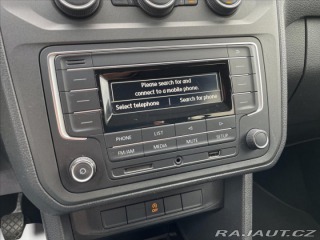 Please search for and
connect to a mobile phone.
Select telephone
Search for phone
PHONE
LIST
SETUP
FM/AM
MEDIA
MUTE
RAJAUT.CZ